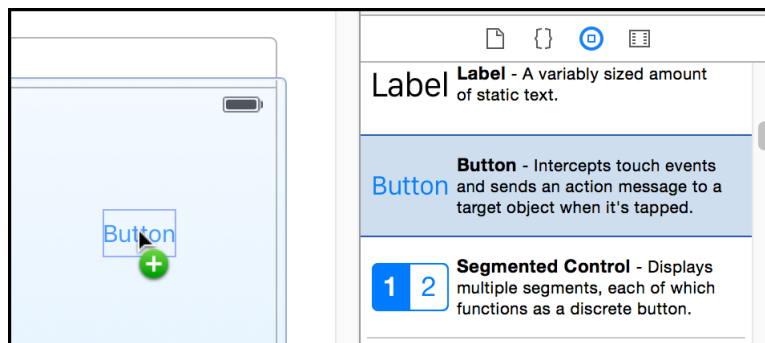 Button
Label
Label - A variably sized amount
of static text.
Button
Button - Intercepts touch events
and sends an action message to a
target object when it's tapped.
1 2
Segmented Control - Displays
multiple segments, each of which
functions as a discrete button.